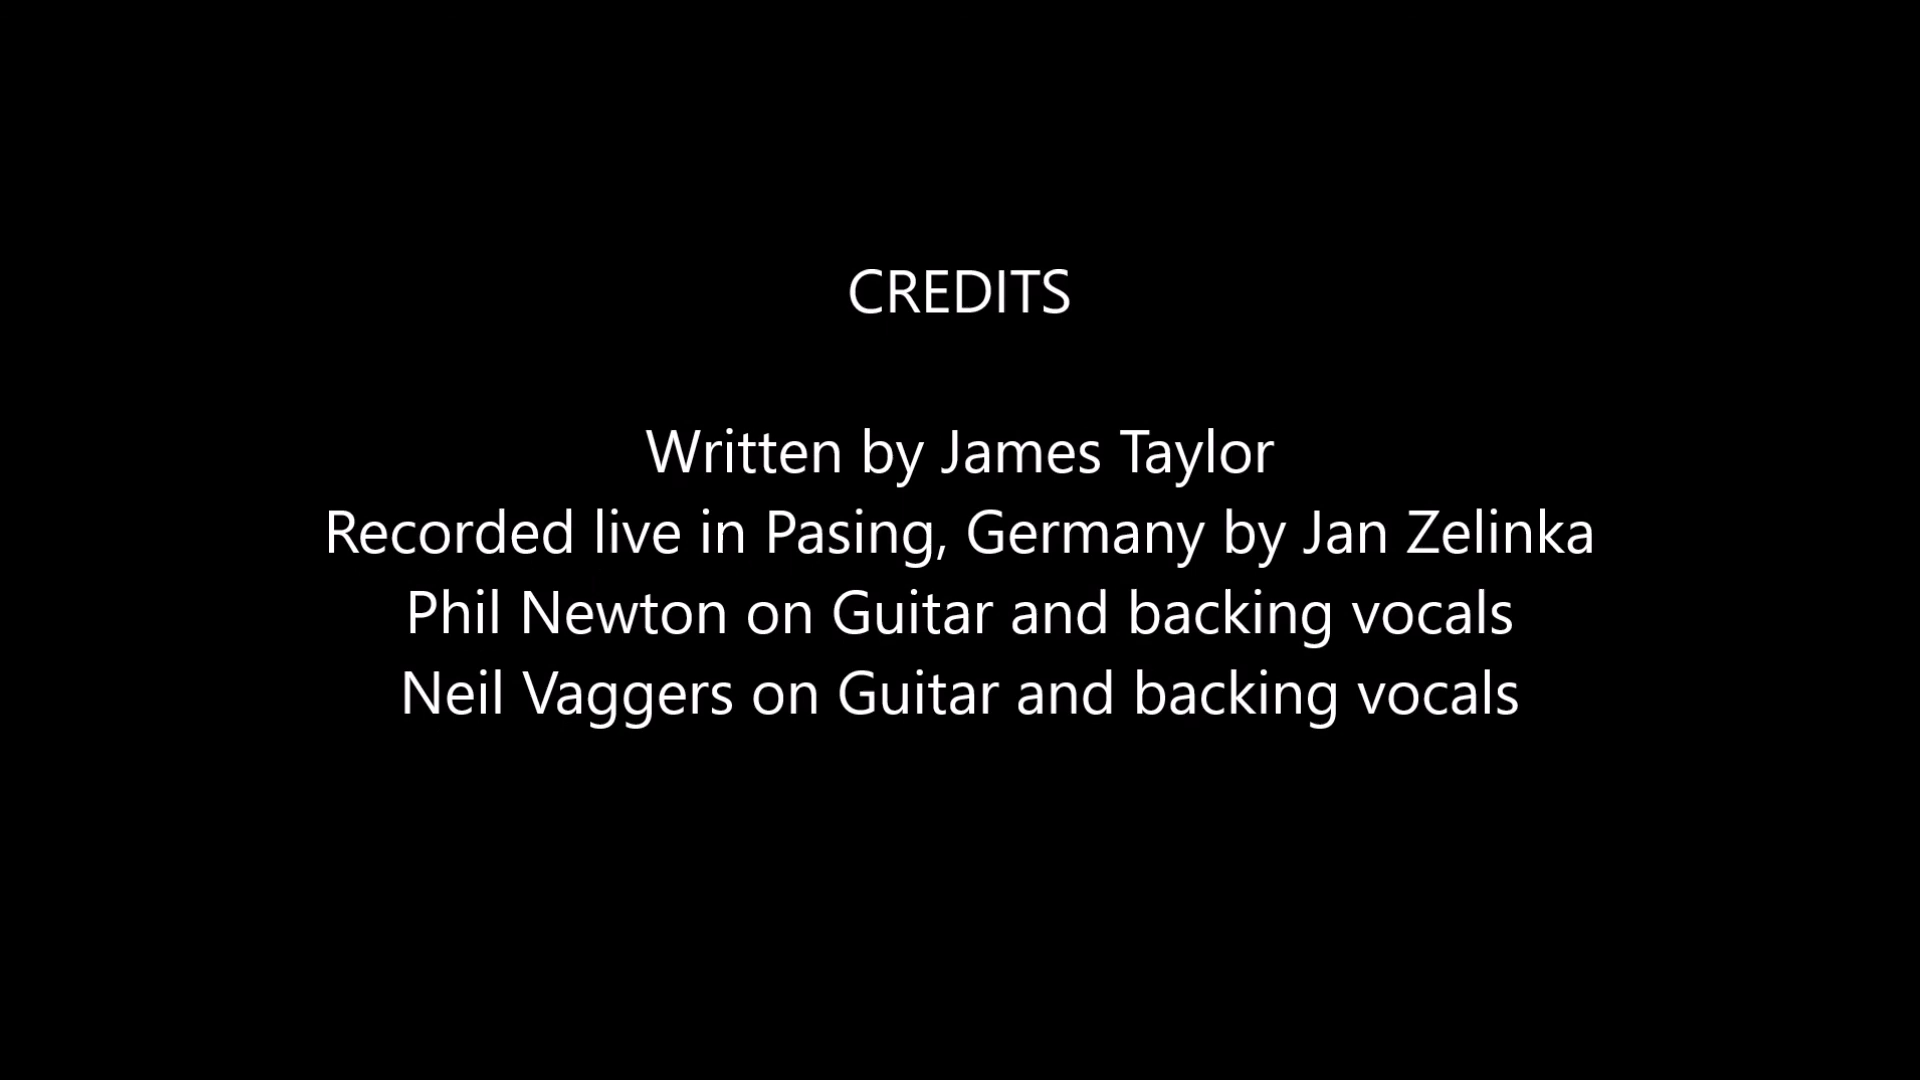 CREDITS
Written by James Taylor
Recorded live in Pasing, Germany by Jan Zelinka
Phil Newton on Guitar and backing vocals
Neil Vaggers on Guitar and backing vocals